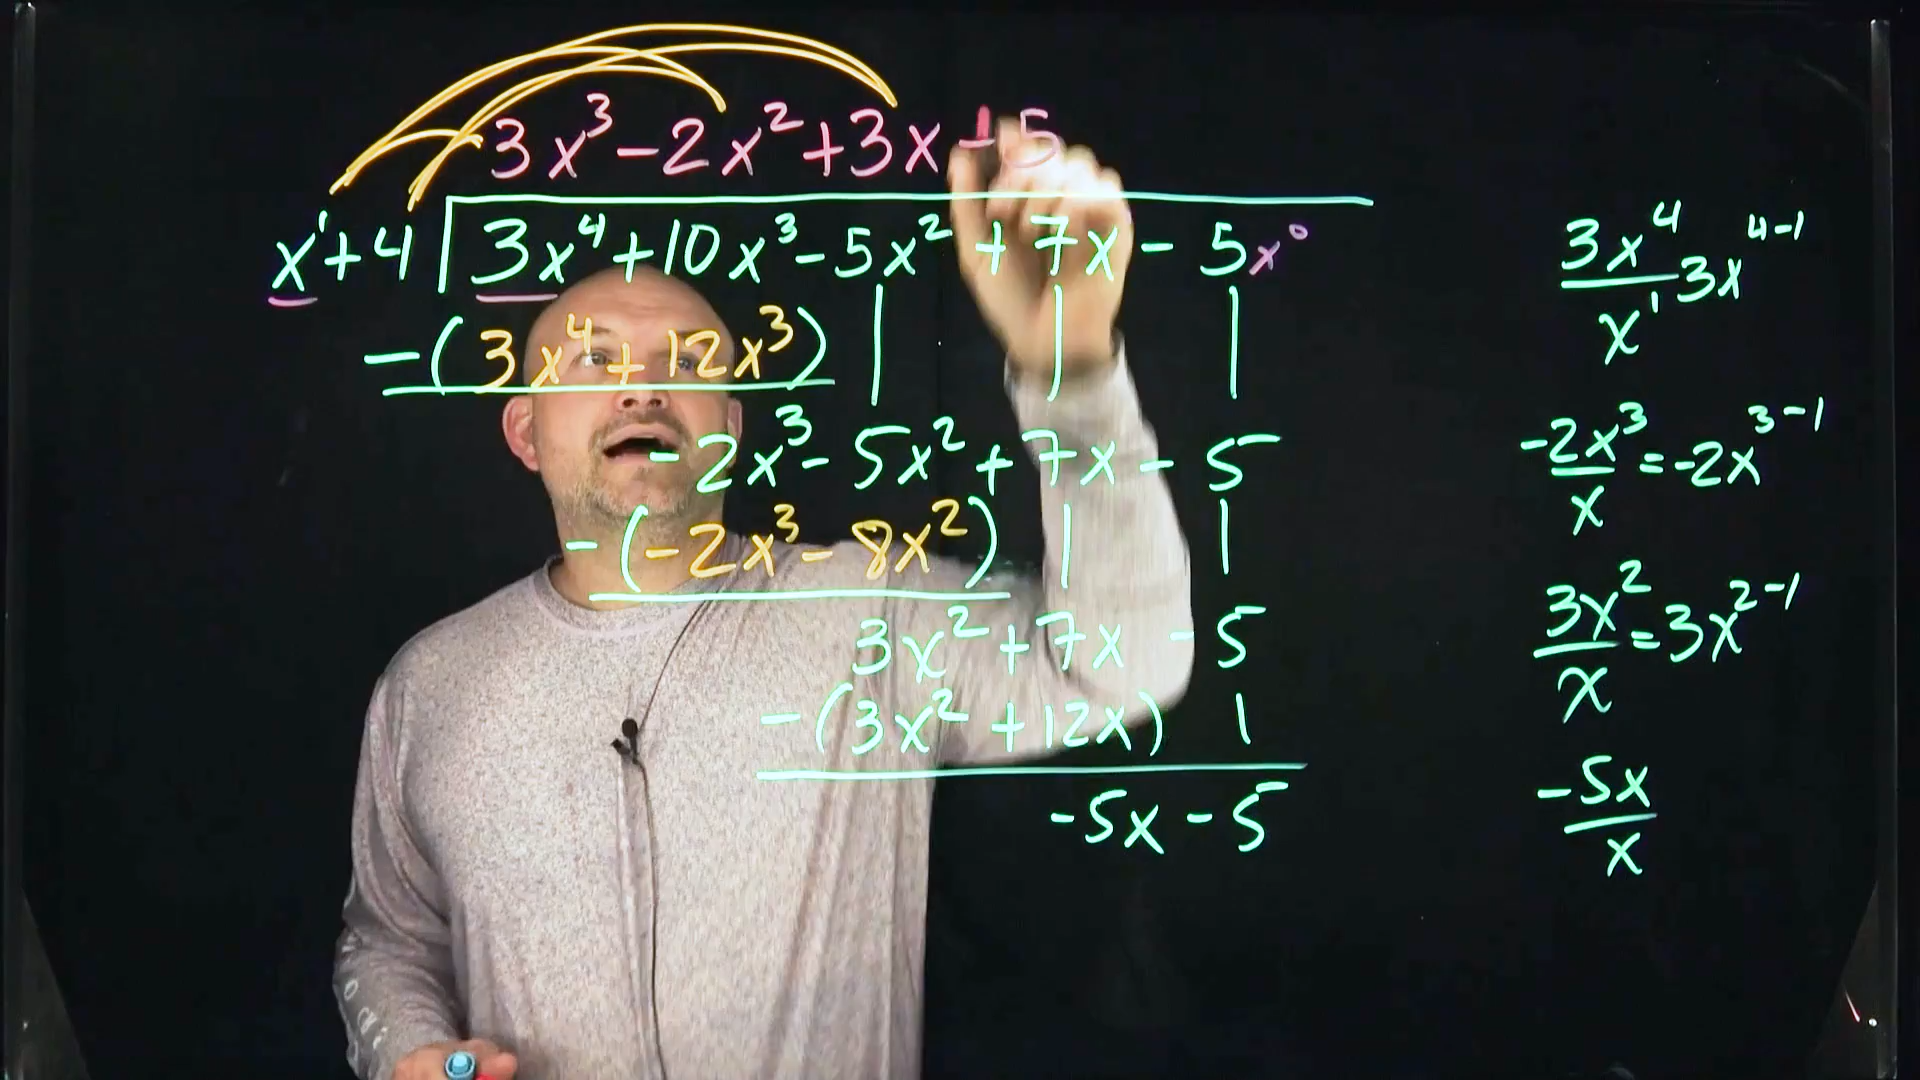 3x³ - 2x² + 3x - 5
x¹ + 4 3x⁴ + 10x³ - 5x² + 7x - 5x⁰
-(3x⁴ + 12x³)
-2x³ - 5x² + 7x - 5
-(-2x³ - 8x²)
3x² + 7x - 5
-(3x² + 12x)
-5x - 5
3x⁴/x¹ 3x⁴⁻¹
-2x³/x = -2x³⁻¹
3x²/x = 3x²⁻¹
-5x/x